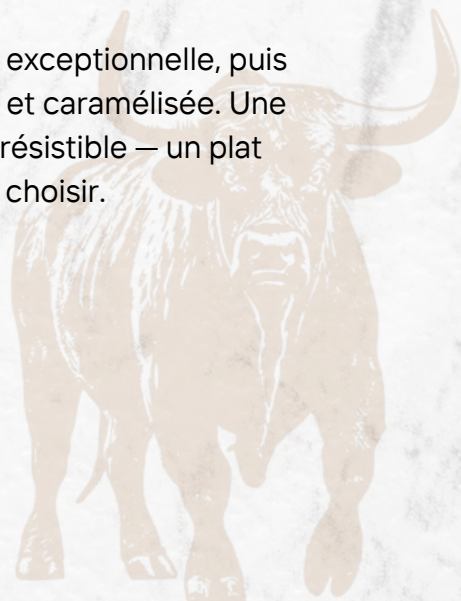 exceptionnelle, puis
et caramélisée. Une
résistible — un plat
choisir.